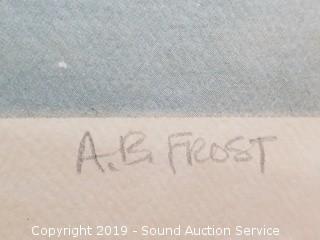 A.B. FROST
Copyright 2019 - Sound Auction Service